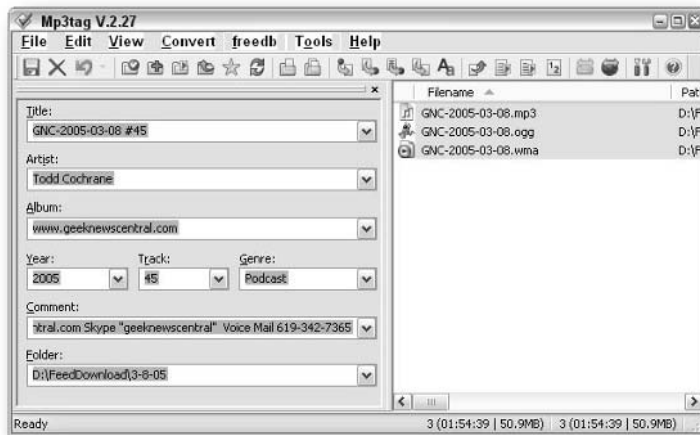 Mp3tag V.2.27
File Edit View Convert freedb Tools Help
Filename Pat
Title:
GNC-2005-03-08 #45
Artist:
Todd Cochrane
Album:
www.geeknewscentral.com
Year: Track: Genre:
2005 45 Podcast
Comment:
ntral.com Skype "geeknewscentral" Voice Mail 619-342-7365
Folder:
D:\FeedDownload\3-8-05
GNC-2005-03-08.mp3 D:\F
GNC-2005-03-08.ogg D:\F
GNC-2005-03-08.wma D:\F
Ready 3 (01:54:39 | 50.9MB) 3 (01:54:39 | 50.9MB)